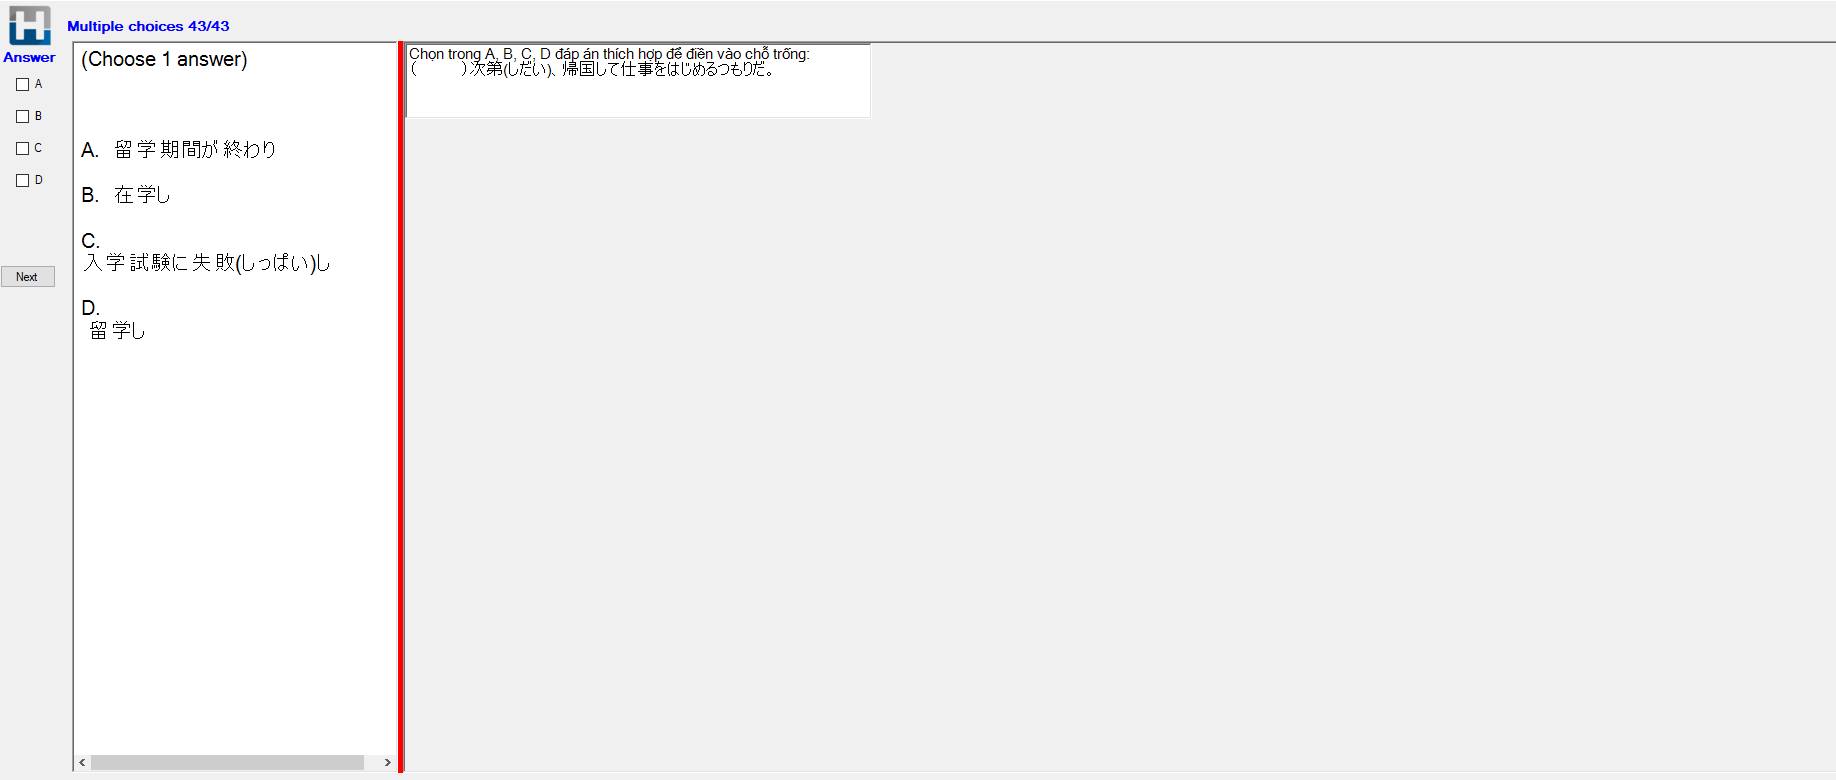 Multiple choices 43/43
Answer
A
B
C
D
Next
(Choose 1 answer)
A. 留学期間が終わり
B. 在学し
C.
入学試験に失敗(しっぱい)し
D.
留学し
Chọn trong A, B, C, D đáp án thích hợp để điền vào chỗ trống:
(　　　)次第(しだい)、帰国して仕事をはじめるつもりだ。